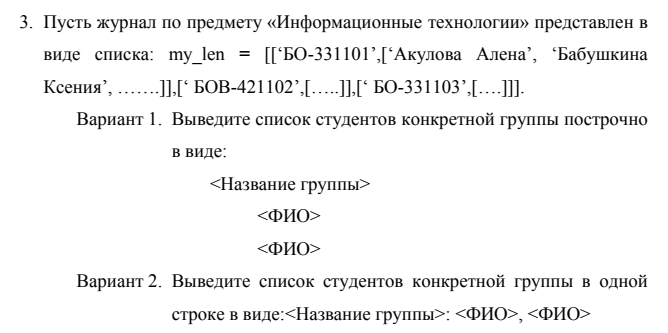 3. Пусть журнал по предмету «Информационные технологии» представлен в
виде списка: my_len = [[‘БО-331101’,[‘Акулова Алена’, ‘Бабушкина
Ксения’, …….]],[‘ БОВ-421102’,[…..]],[‘ БО-331103’,[….]]].
Вариант 1. Выведите список студентов конкретной группы построчно
в виде:
<Название группы>
<ФИО>
<ФИО>
Вариант 2. Выведите список студентов конкретной группы в одной
строке в виде:<Название группы>: <ФИО>, <ФИО>